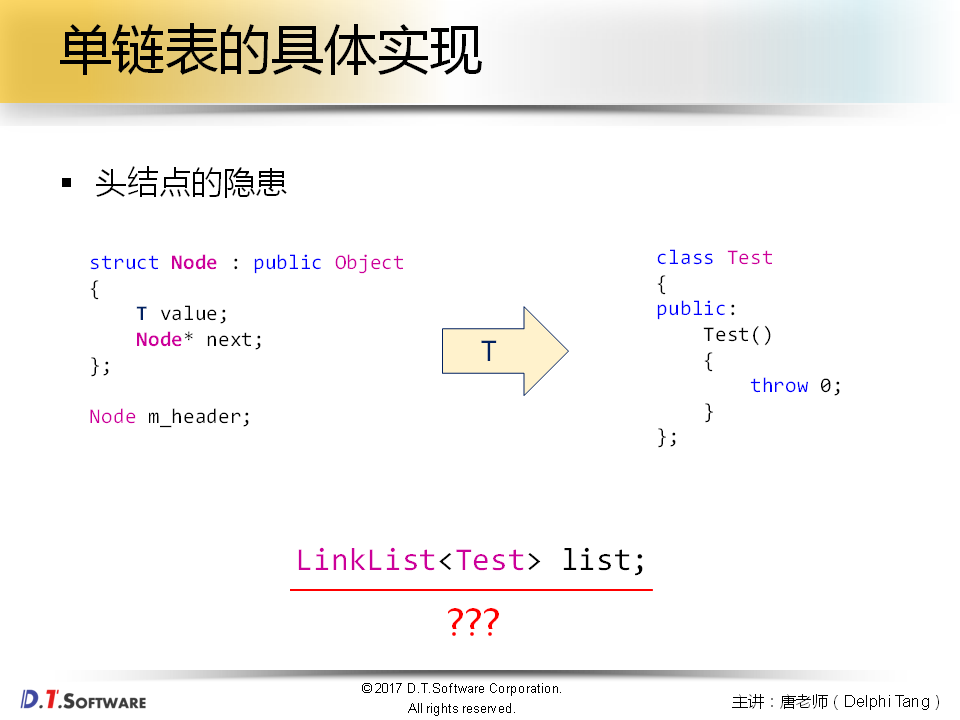 单链表的具体实现
▪ 头结点的隐患
struct Node : public Object
{
    T value;
    Node* next;
};
Node m_header;
T
class Test
{
public:
    Test()
    {
        throw 0;
    }
};
LinkList<Test> list;
???
D.T.SOFTWARE
©2017 D.T.Software Corporation.
All rights reserved.
主讲：唐老师（Delphi Tang）